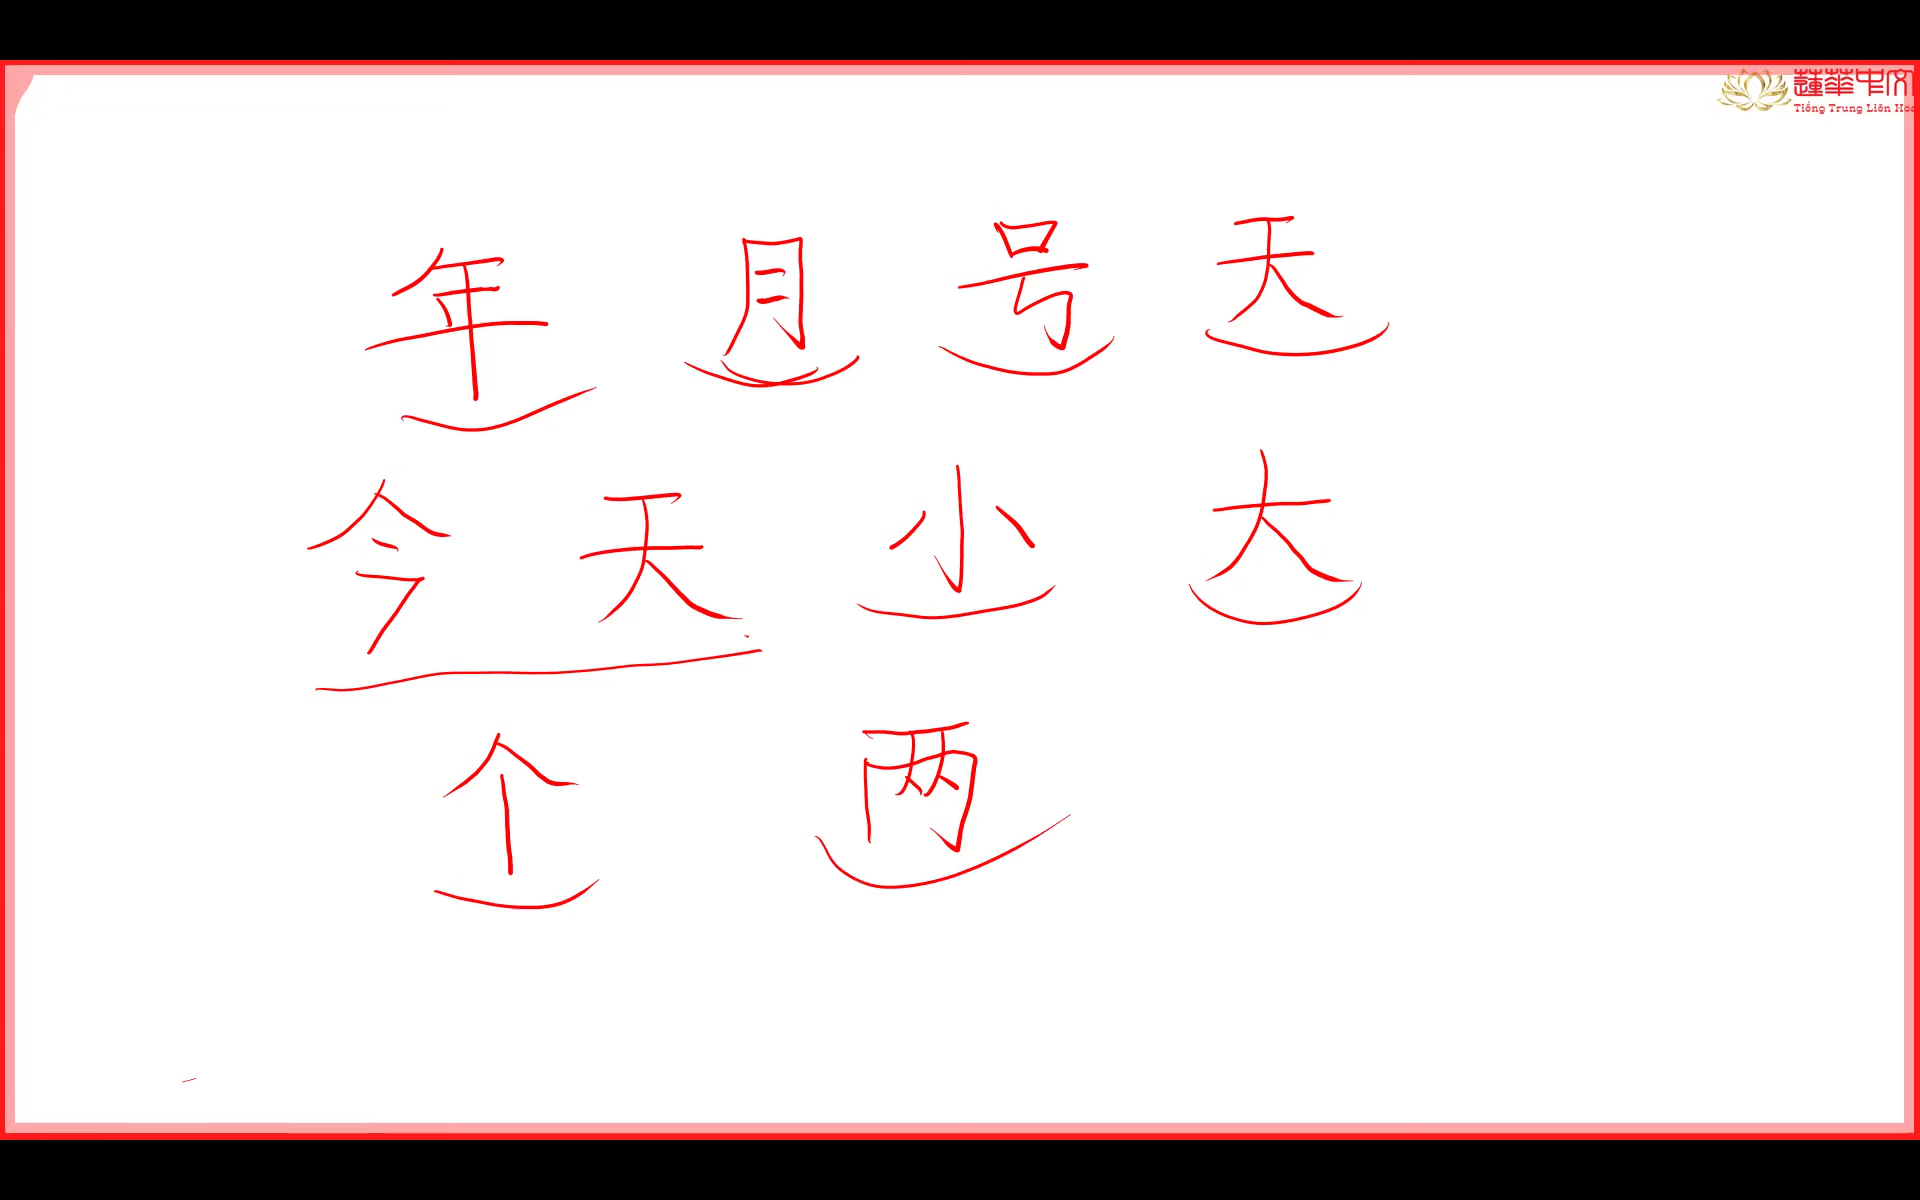 蓮華中文
Tiếng Trung Liên Hoa
年 月 号 天
今 天 小 大
个 两